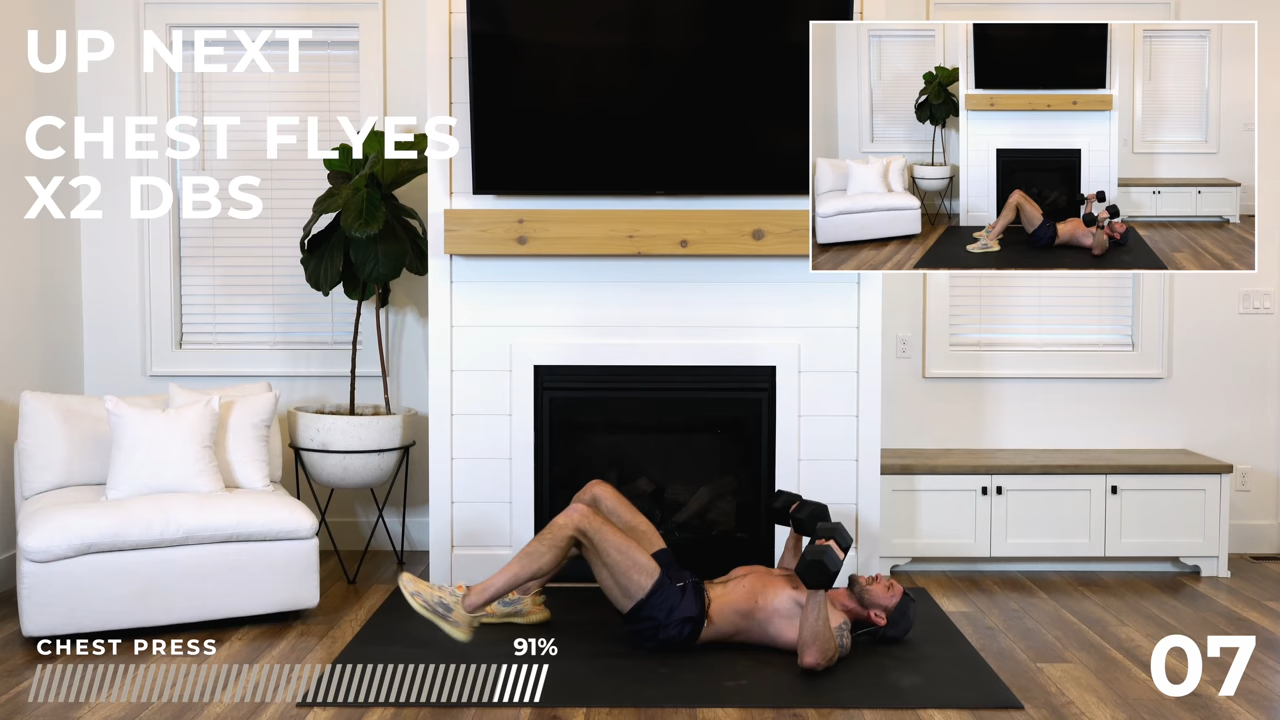 UP NEXT
CHEST FLYES
X2 DBS
CHEST PRESS
91%
07